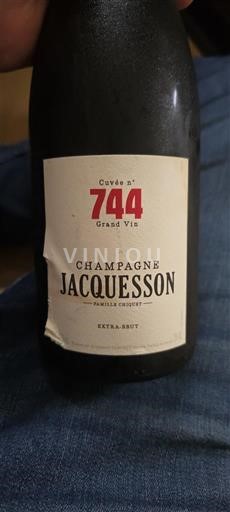 Cuvée n°
744
Grand Vin
VINIOU
CHAMPAGNE
JACQUESSON
FAMILLE CHIQUET
EXTRA-BRUT